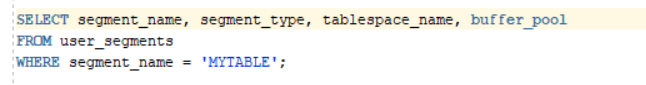 SELECT segment_name, segment_type, tablespace_name, buffer_pool
FROM user_segments
WHERE segment_name = 'MYTABLE';